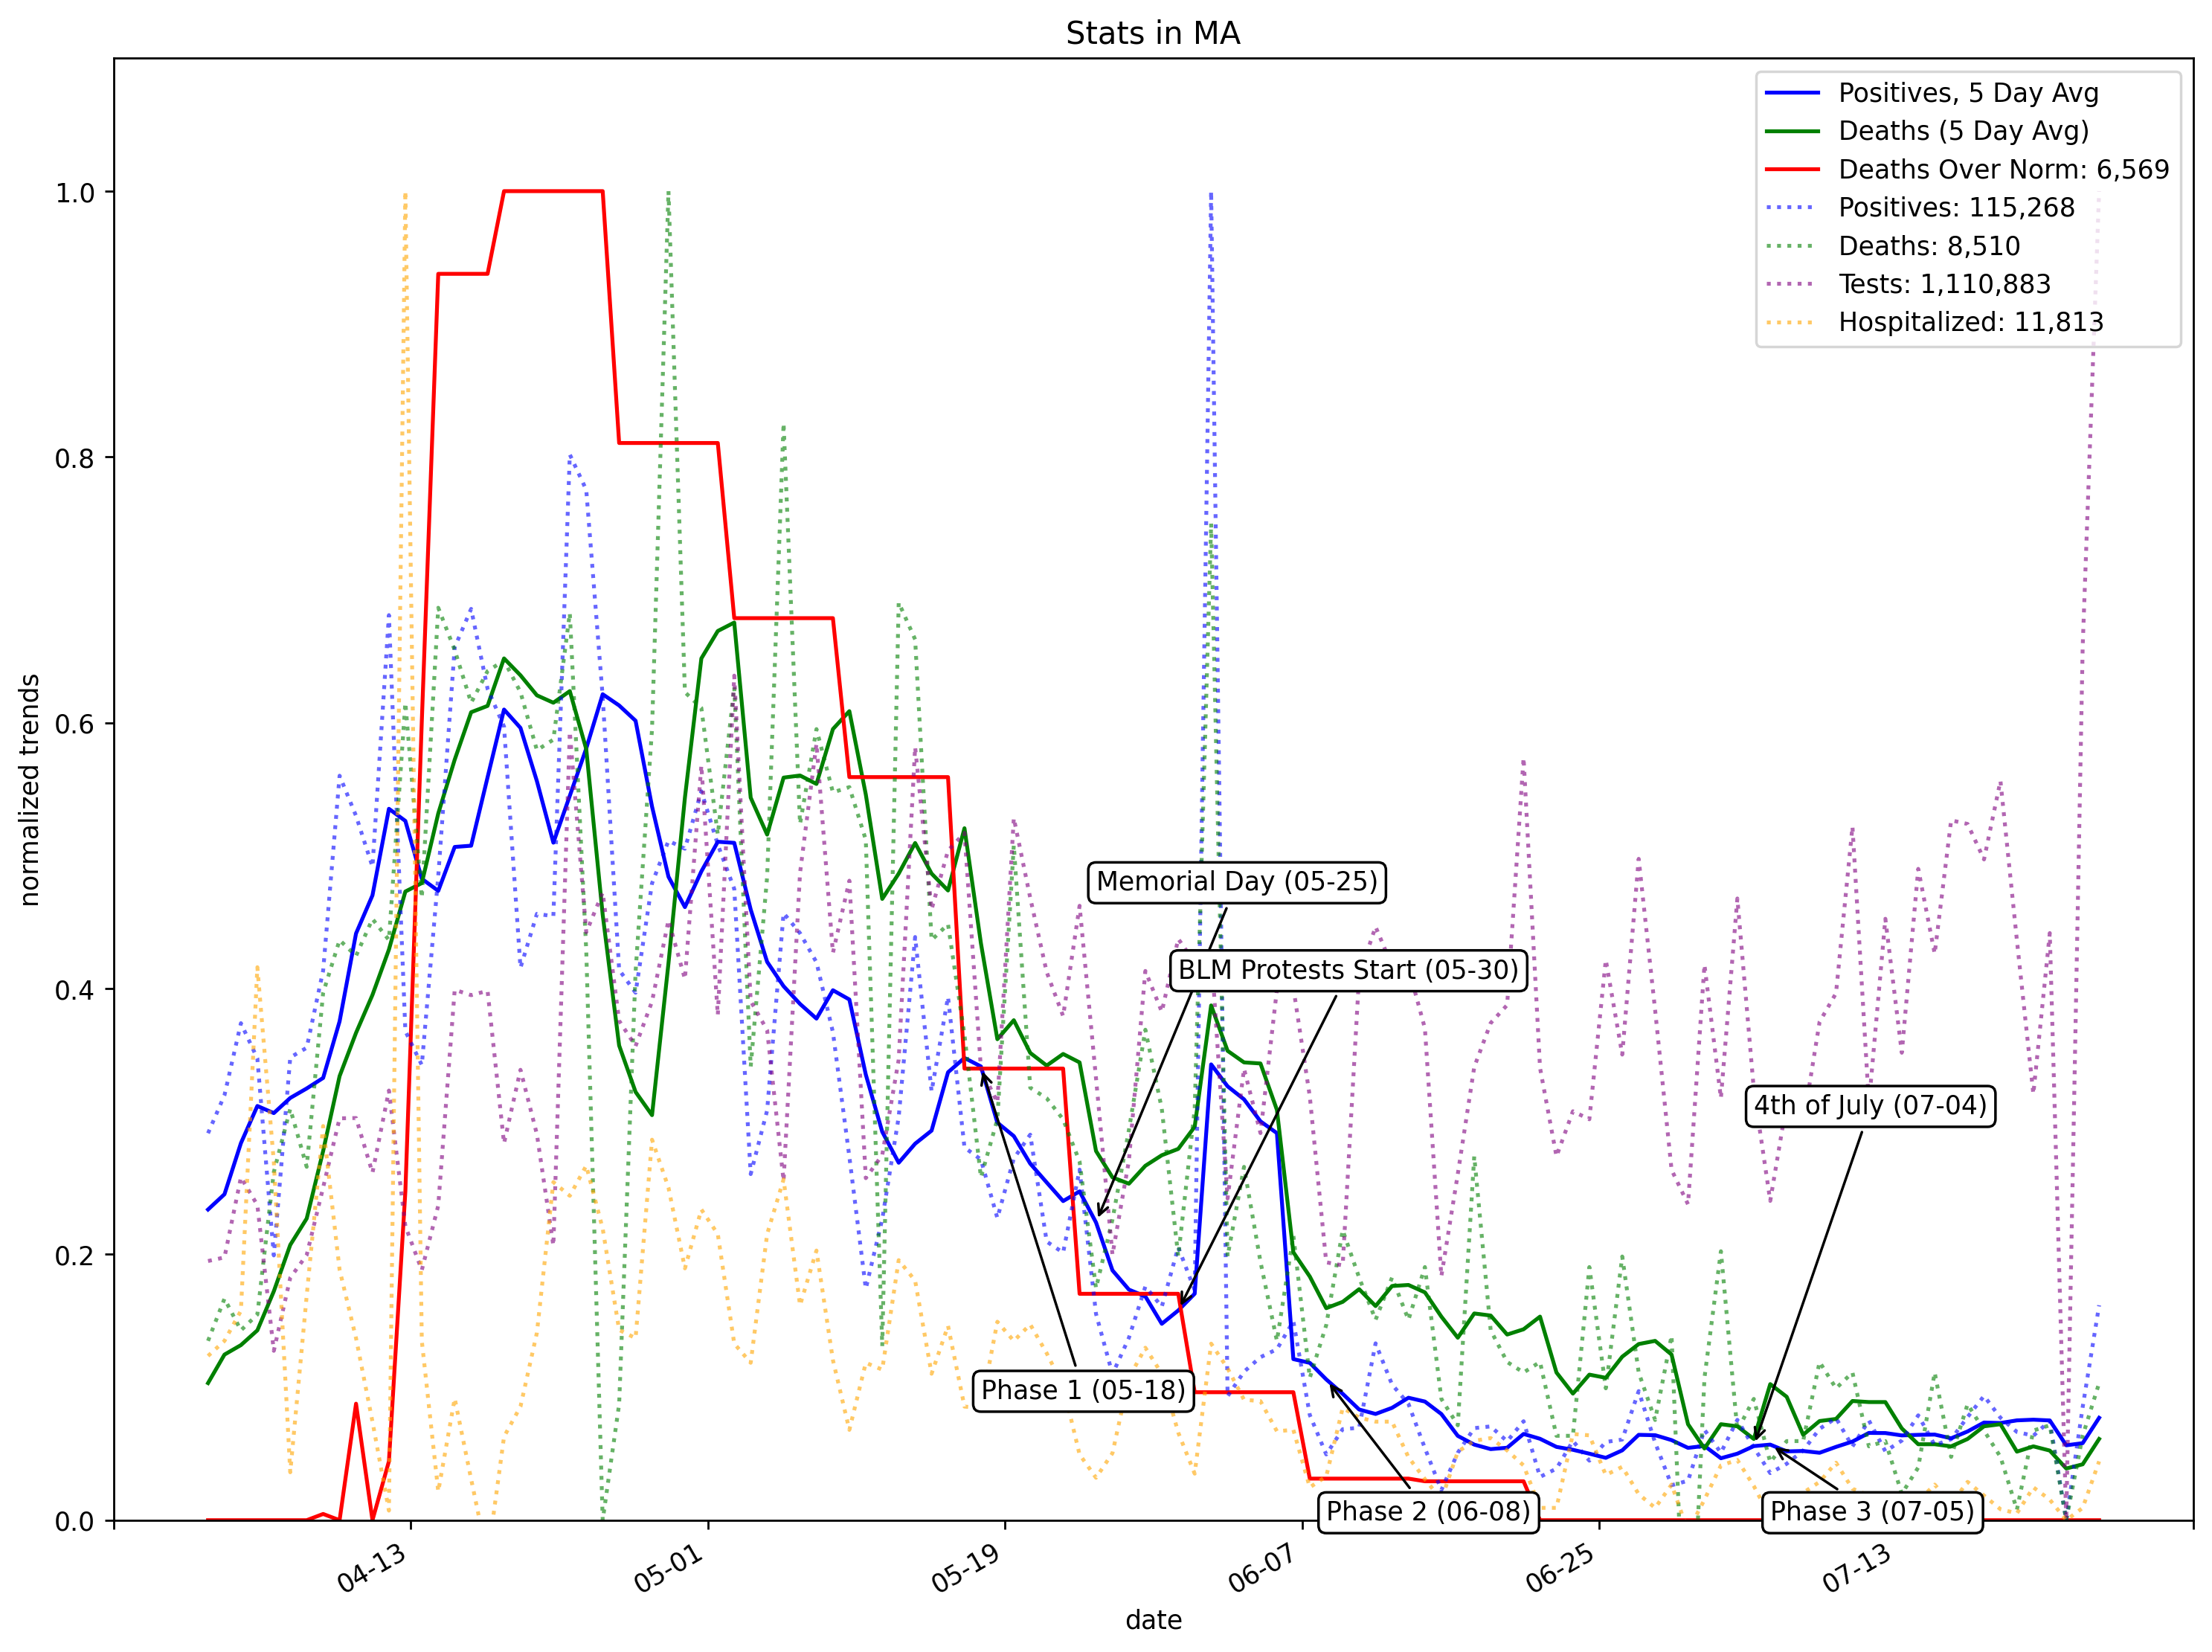 Stats in MA
Positives, 5 Day Avg
Deaths (5 Day Avg)
Deaths Over Norm: 6,569
Positives: 115,268
Deaths: 8,510
Tests: 1,110,883
Hospitalized: 11,813
1.0
0.8
0.6
0.4
0.2
0.0
normalized trends
Memorial Day (05-25)
BLM Protests Start (05-30)
4th of July (07-04)
Phase 1 (05-18)
Phase 2 (06-08)
Phase 3 (07-05)
04-13
05-01
05-19
06-07
06-25
07-13
date